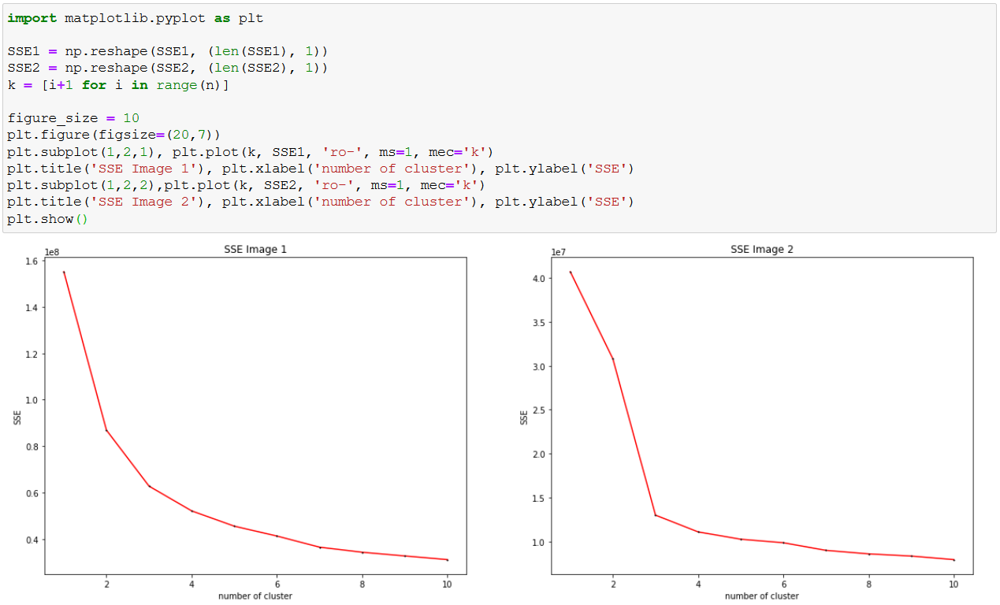 import matplotlib.pyplot as plt
SSE1 = np.reshape(SSE1, (len(SSE1), 1))
SSE2 = np.reshape(SSE2, (len(SSE2), 1))
k = [i+1 for i in range(n)]
figure_size = 10
plt.figure(figsize=(20,7))
plt.subplot(1,2,1), plt.plot(k, SSE1, 'ro-', ms=1, mec='k')
plt.title('SSE Image 1'), plt.xlabel('number of cluster'), plt.ylabel('SSE')
plt.subplot(1,2,2),plt.plot(k, SSE2, 'ro-', ms=1, mec='k')
plt.title('SSE Image 2'), plt.xlabel('number of cluster'), plt.ylabel('SSE')
plt.show()
SSE Image 1
1e8
1.6
1.4
1.2
1.0
0.8
0.6
0.4
SSE
2 4 6 8 10
number of cluster
SSE Image 2
1e7
4.0
3.5
3.0
2.5
2.0
1.5
1.0
SSE
2 4 6 8 10
number of cluster